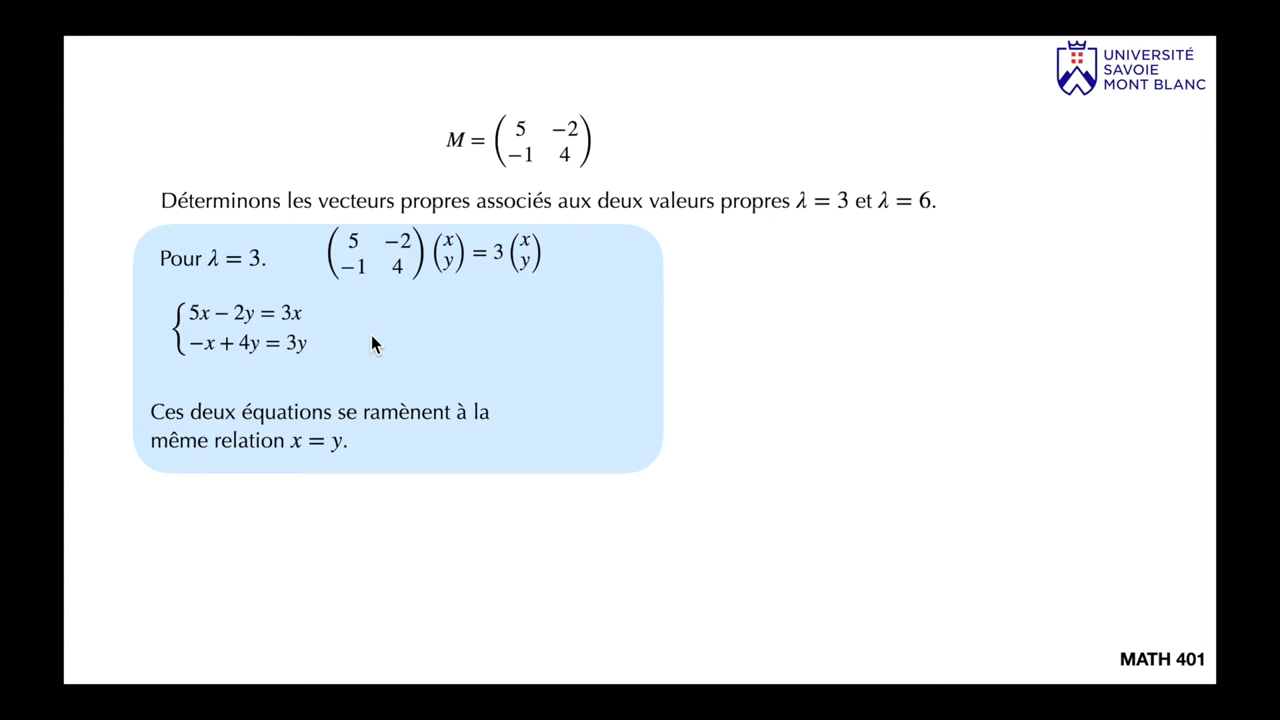 UNIVERSITÉ
SAVOIE
MONT BLANC
M = ( 5 −2 )
( −1 4 )
Déterminons les vecteurs propres associés aux deux valeurs propres λ = 3 et λ = 6.
Pour λ = 3. ( 5 −2 ) ( x ) = 3 ( x )
( −1 4 ) ( y ) ( y )
{ 5x − 2y = 3x
−x + 4y = 3y
Ces deux équations se ramènent à la
même relation x = y.
MATH 401